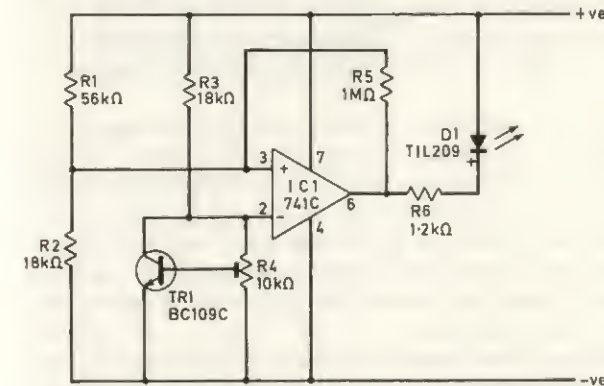 +ve
R1
56kΩ
R3
18kΩ
R5
1MΩ
D1
TIL209
+
3
+
7
IC1
741C
6
2
−
4
R6
1·2kΩ
R2
18kΩ
R4
10kΩ
TR1
BC109C
−ve